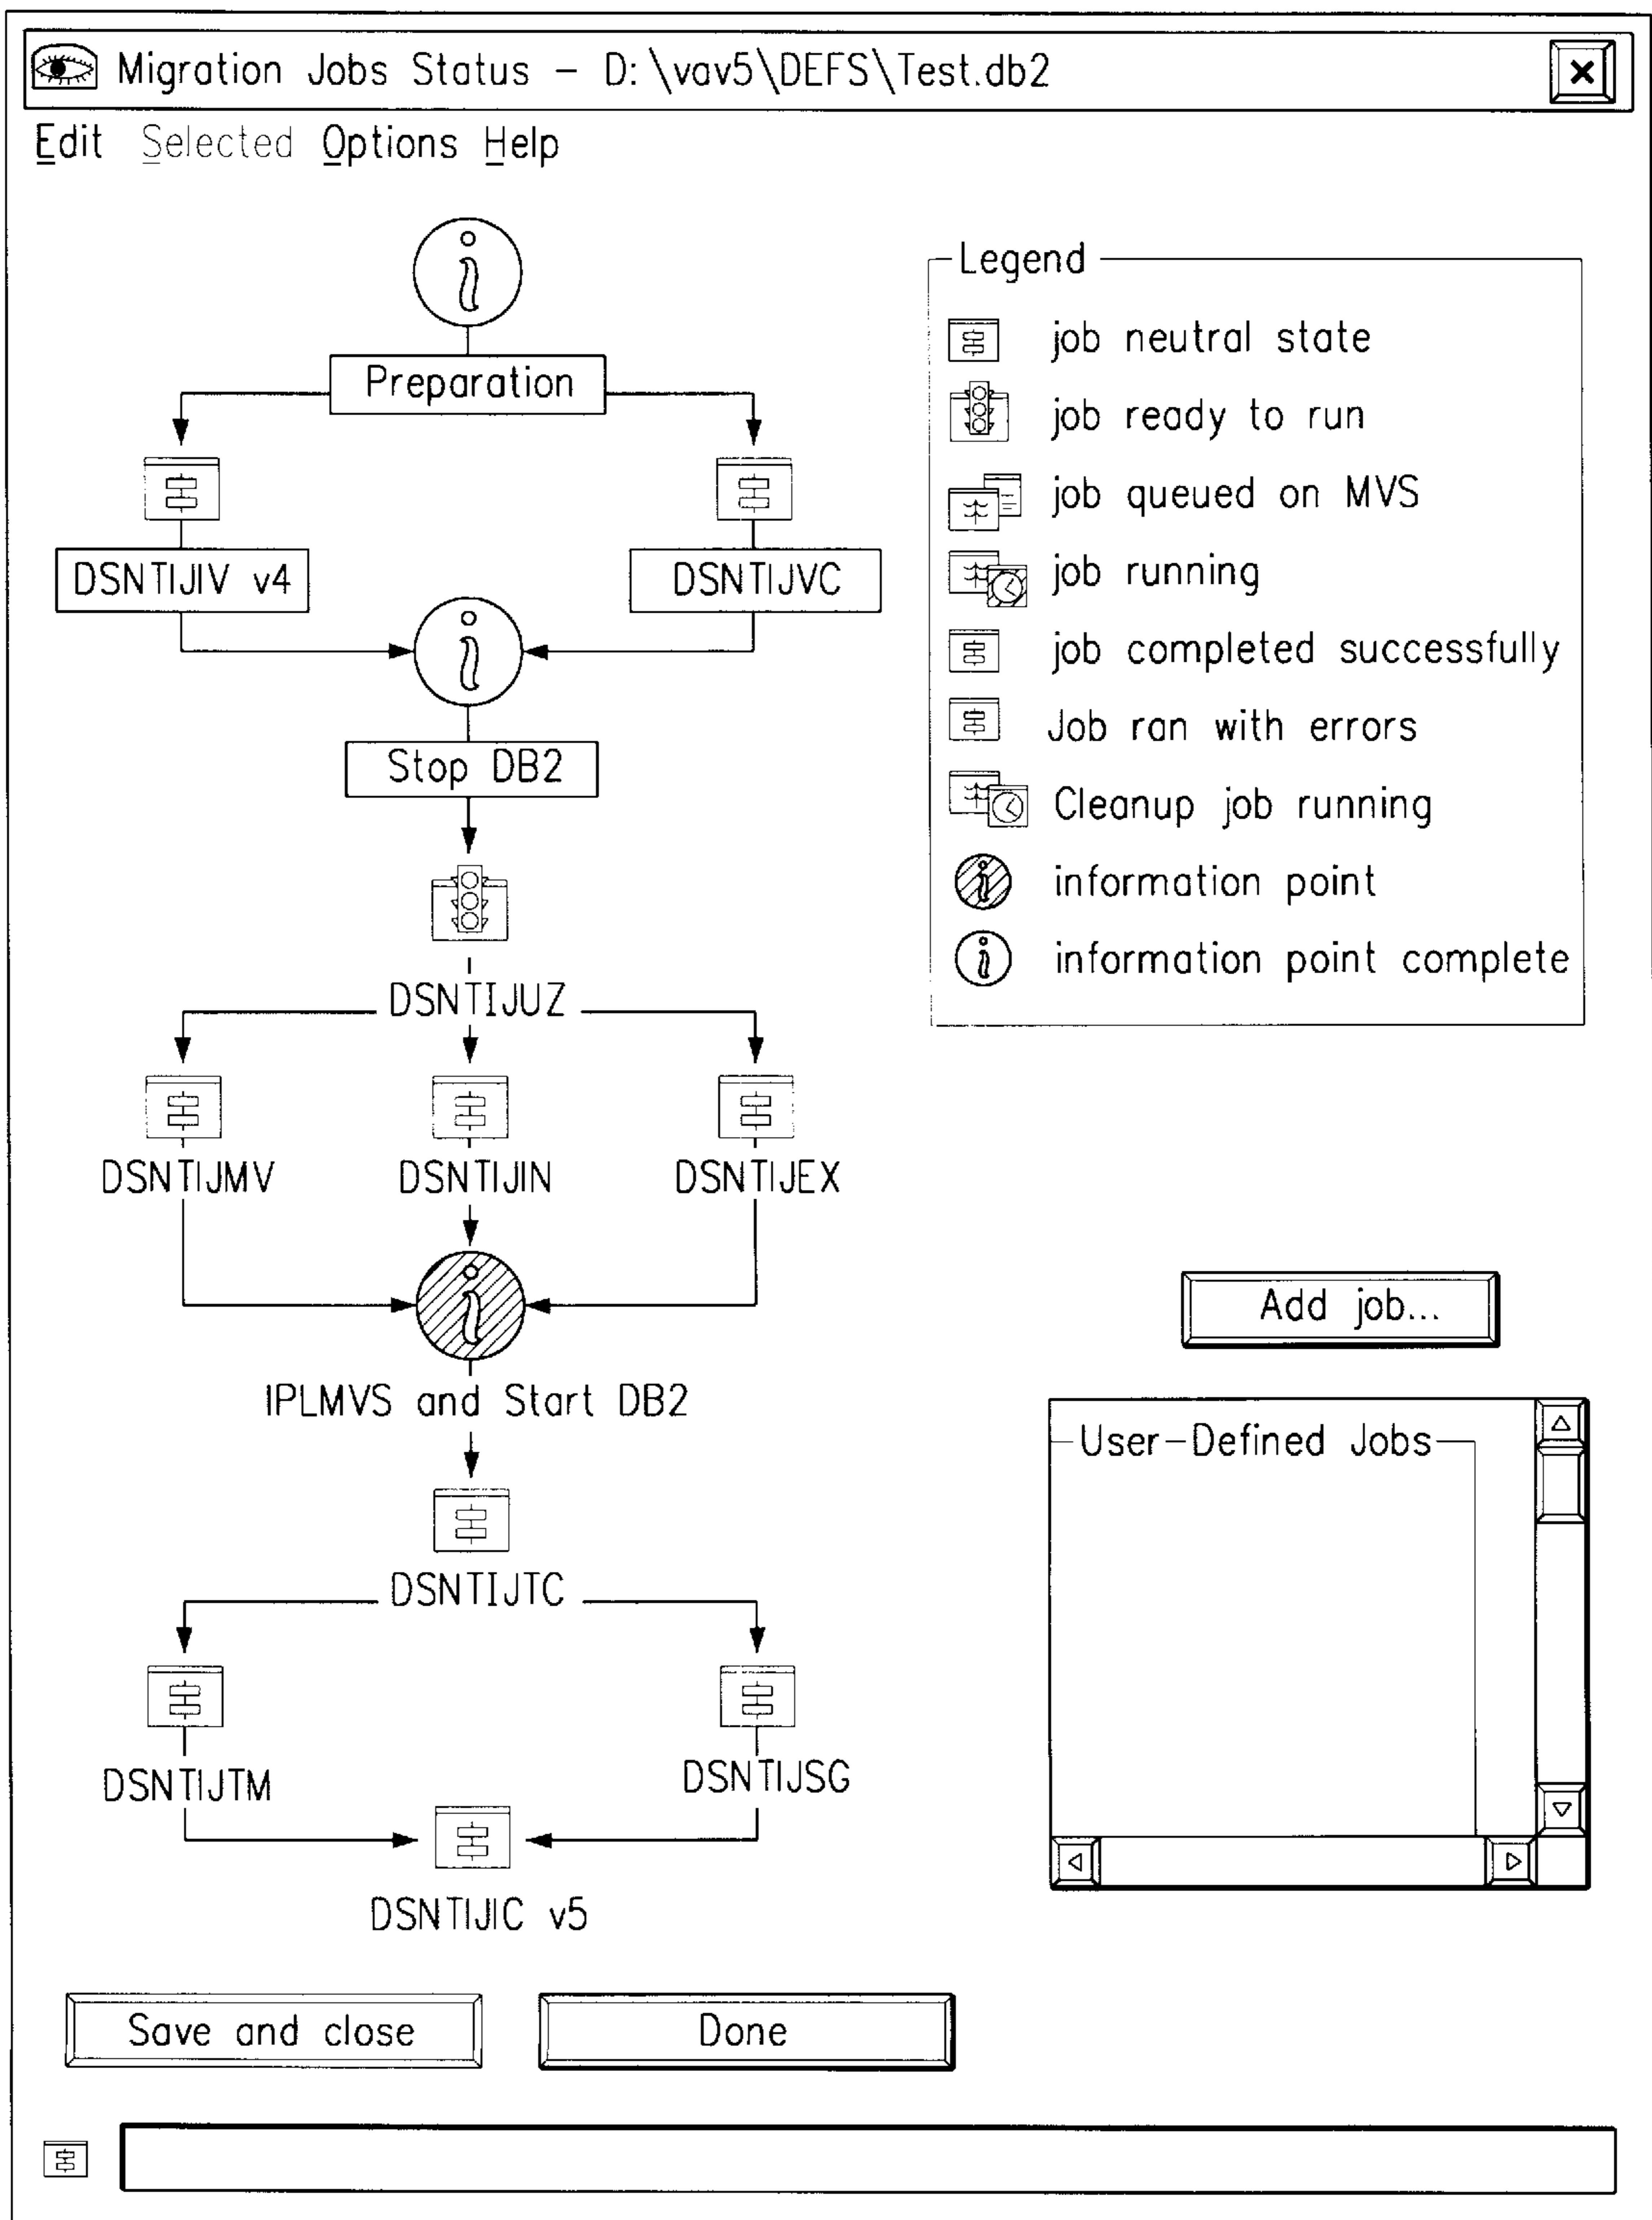 Migration Jobs Status – D:\vav5\DEFS\Test.db2
Edit Selected Options Help
Preparation
DSNTIJIV v4
DSNTIJVC
Stop DB2
DSNTIJUZ
DSNTIJMV
DSNTIJIN
DSNTIJEX
IPLMVS and Start DB2
DSNTIJTC
DSNTIJTM
DSNTIJSG
DSNTIJIC v5
Legend
job neutral state
job ready to run
job queued on MVS
job running
job completed successfully
Job ran with errors
Cleanup job running
information point
information point complete
Add job...
User-Defined Jobs
Save and close
Done